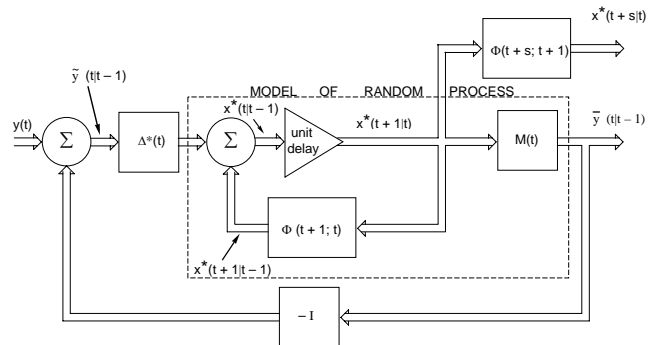 x*(t+s|t)
Φ(t+s; t+1)
ỹ (t|t−1)
MODEL OF RANDOM PROCESS
x*(t|t−1)
x*(t+1|t)
ȳ (t|t−1)
y(t)
Σ
Δ*(t)
Σ
unit
delay
M(t)
Φ (t+1; t)
x*(t+1|t−1)
− I